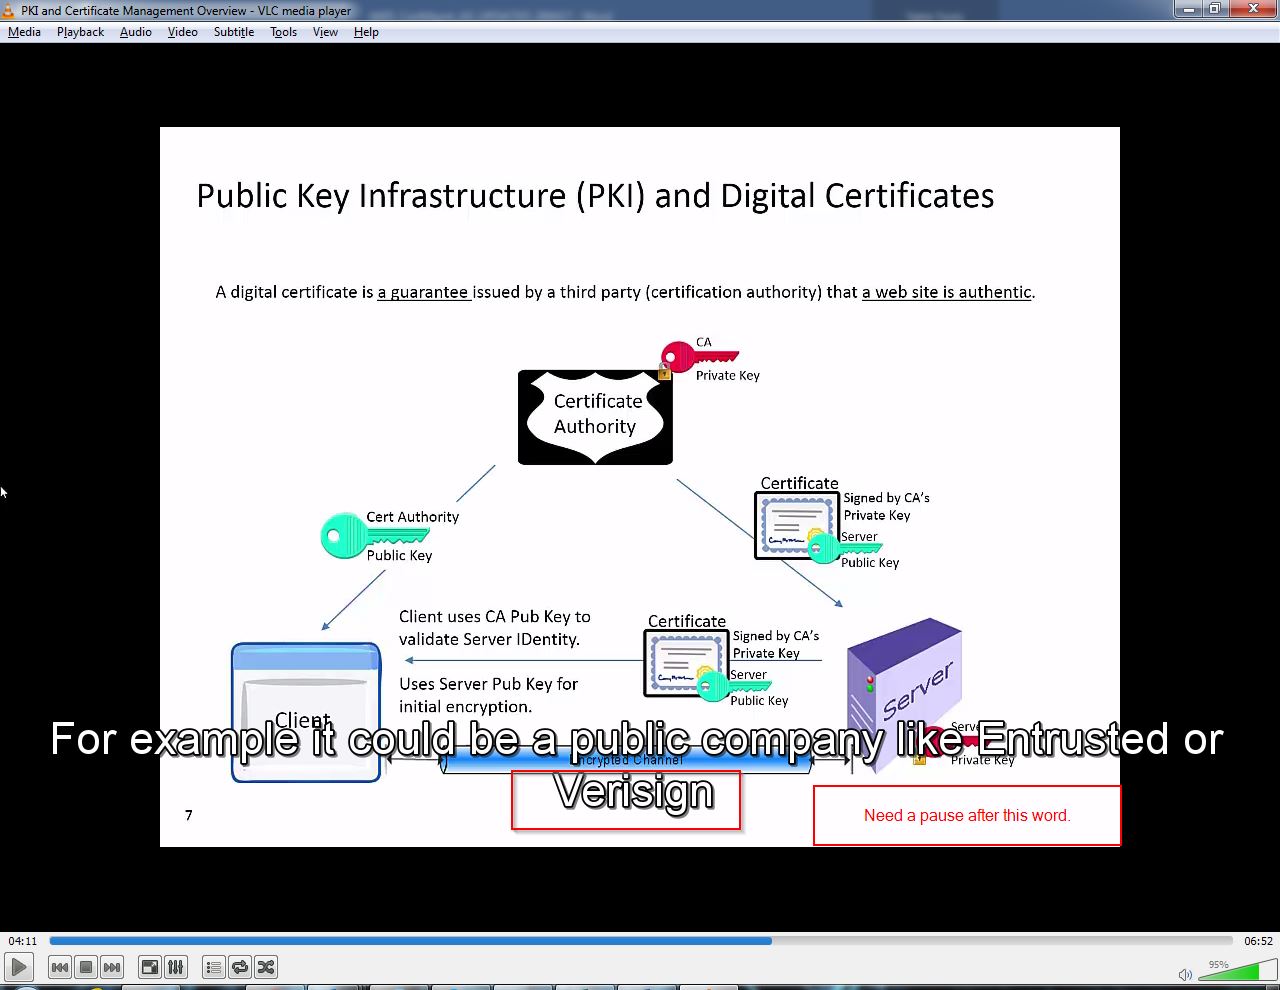 PKI and Certificate Management Overview - VLC media player
Media Playback Audio Video Subtitle Tools View Help
Public Key Infrastructure (PKI) and Digital Certificates
A digital certificate is a guarantee issued by a third party (certification authority) that a web site is authentic.
CA
Private Key
Certificate
Authority
Certificate
Signed by CA's
Private Key
Server
Public Key
Cert Authority
Public Key
Client uses CA Pub Key to
validate Server IDentity.
Certificate
Signed by CA's
Private Key
Server
Public Key
Uses Server Pub Key for
initial encryption.
Server
Client
Server
Private Key
For example it could be a public company like Entrusted or
Encrypted Channel
Verisign
7
Need a pause after this word.
04:11
06:52
95%